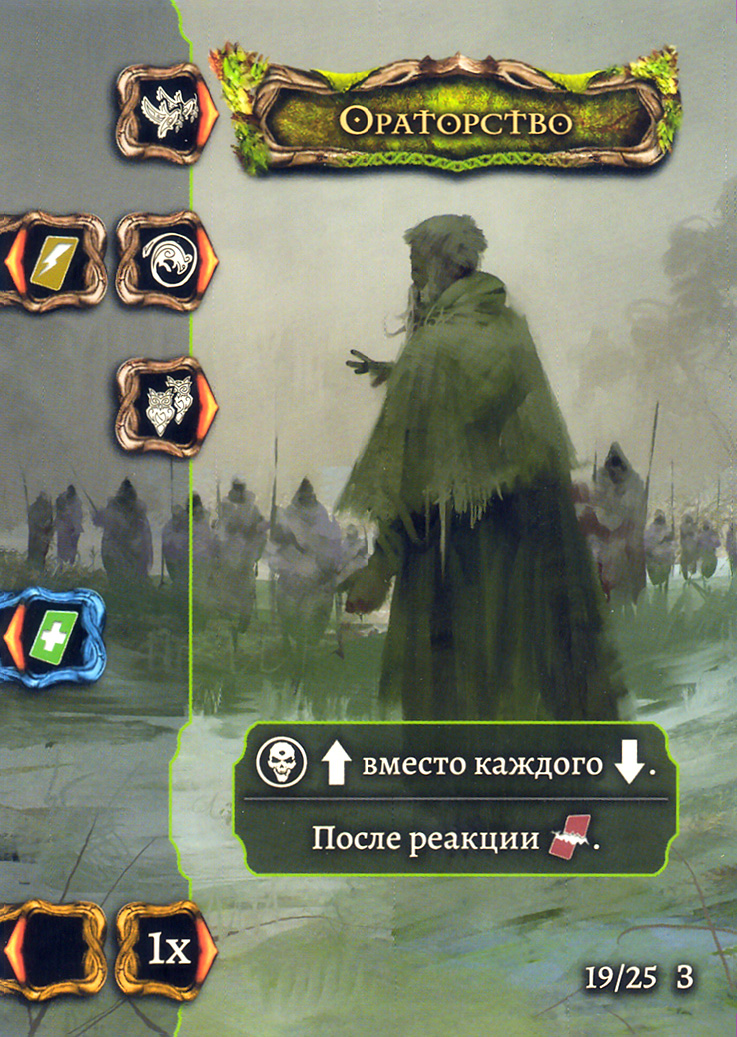 Ораторство
вместо каждого .
После реакции .
1x
19/25 3